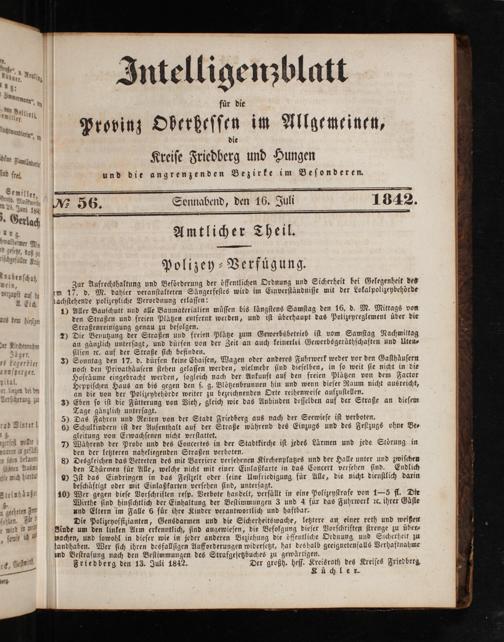 Intelligenzblatt
für die
Provinz Oberhessen im Allgemeinen,
die
Kreise Friedberg und Hungen
und die angrenzenden Bezirke im Besonderen.
№ 56. Sonnabend, den 16. Juli 1842.
Amtlicher Theil.
Polizey-Verfügung.
Zur Aufrechthaltung und Beförderung der öffentlichen Ordnung und Sicherheit bei Gelegenheit des
am 17. d. M. dahier veranstalteten Sängerfestes wird im Einverständnisse mit der Lokalpolizeybehörde
nachstehende polizeyliche Verordnung erlassen:
1) Aller Bauschutt und alle Baumaterialien müssen bis längstens Samstag den 16. d. M. Mittags von
den Straßen und freien Plätzen entfernt worden seyn, und ist überhaupt das Polizeyreglement über die
Straßenreinigung genau zu befolgen.
2) Die Benutzung der Straßen und freien Plätze zum Gewerbsbetrieb ist vom Samstag Nachmittag
an gänzlich untersagt, und dürfen von der Zeit an auch keinerlei Gewerbsgeräthschaften und Uten-
silien ꝛc. auf der Straße sich befinden.
3) Sonntag den 17. d. dürfen keine Chaisen, Wagen oder anderes Fuhrwerk weder vor den Gasthäusern
noch den Privathäusern stehen gelassen werden, vielmehr sind dieselben, in so weit sie nicht in die
Hofräume eingebracht werden, sogleich nach der Ankunft auf den freien Plätzen von dem Factor
Heppischen Haus an bis gegen den s. g. Blötzenbrunnen hin und wenn dieser Raum nicht ausreicht,
an die von der Polizeybehörde weiter zu bezeichnenden Orte reihenweis aufzustellen.
4) Eben so ist die Fütterung von Vieh, gleich wie das Anbinden desselben auf der Straße an diesem
Tage gänzlich untersagt.
5) Das Fahren und Reiten von der Stadt Friedberg aus nach der Seewiese ist verboten.
6) Schulkindern ist der Aufenthalt auf der Straße während des Einzugs und des Festzugs ohne Be-
gleitung von Erwachsenen nicht verstattet.
7) Während der Probe und des Concertes in der Stadtkirche ist jedes Lärmen und jede Störung in
den der letzteren naheliegenden Straßen verboten.
8) Desgleichen das Betreten des mit Barriere versehenen Kirchenplatzes und der Halle unter und zwischen
den Thürmen für Alle, welche nicht mit einer Einlaßkarte in das Concert versehen sind. Endlich
9) Ist das Eindringen in das Festzelt oder seine Umfriedigung für Alle, die nicht dienstlich darin
beschäftigt oder mit Einlaßkarten versehen sind, untersagt.
10) Wer gegen diese Vorschriften resp. Verbote handelt, verfällt in eine Polizeystrafe von 1—5 fl. Die
Wirthe sind hinsichtlich der Einhaltung der Bestimmungen 3 und 4 für das Fuhrwerk ꝛc. ihrer Gäste
und Eltern im Falle 6 für ihre Kinder verantwortlich und haftbar.
Die Polizeyoffizianten, Gendarmen und die Sicherheitswache, letztere an einer roth und weißen
Binde um den linken Arm erkenntlich, sind angewiesen, die Befolgung dieser Vorschriften strenge zu über-
wachen, und sowohl in dieser wie in jeder anderen Beziehung die öffentliche Ordnung und Sicherheit zu
handhaben. Wer sich ihren desfallsigen Aufforderungen widersetzt, hat deshalb geeignetenfalls Verhaftnahme
und Bestrafung nach den Bestimmungen des Strafgesetzbuches zu gewärtigen.
Friedberg den 13. Juli 1842. Der großh. hess. Kreisrath des Kreises Friedberg
Küchler.